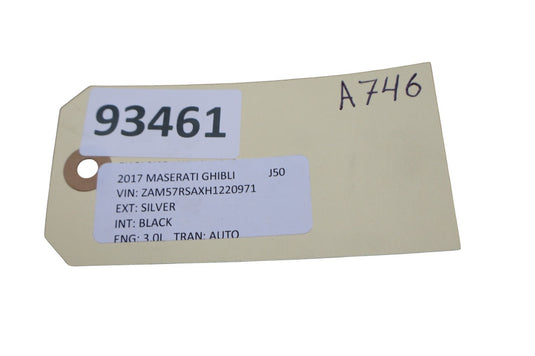 A746
93461
2017 MASERATI GHIBLI J50
VIN: ZAM57RSAXH1220971
EXT: SILVER
INT: BLACK
ENG: 3.0L TRAN: AUTO